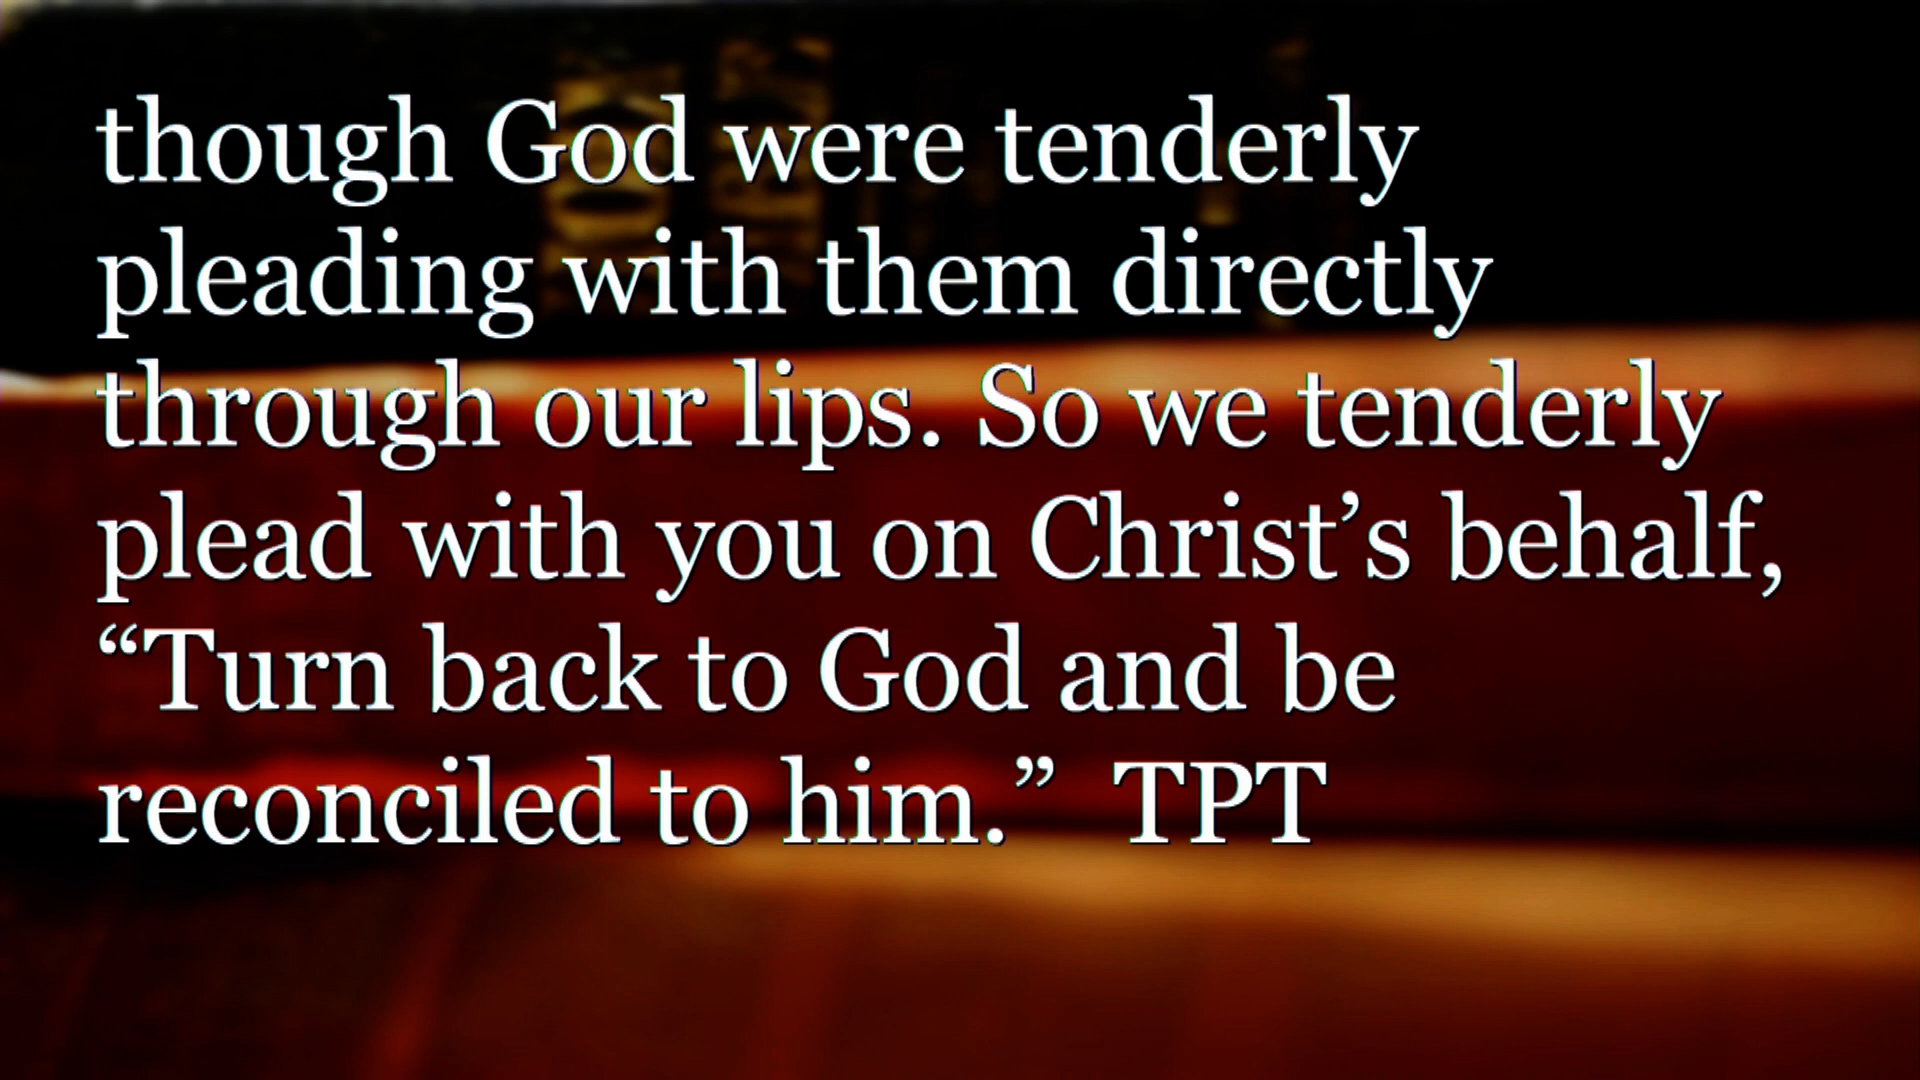 though God were tenderly
pleading with them directly
through our lips. So we tenderly
plead with you on Christ’s behalf,
“Turn back to God and be
reconciled to him.”  TPT